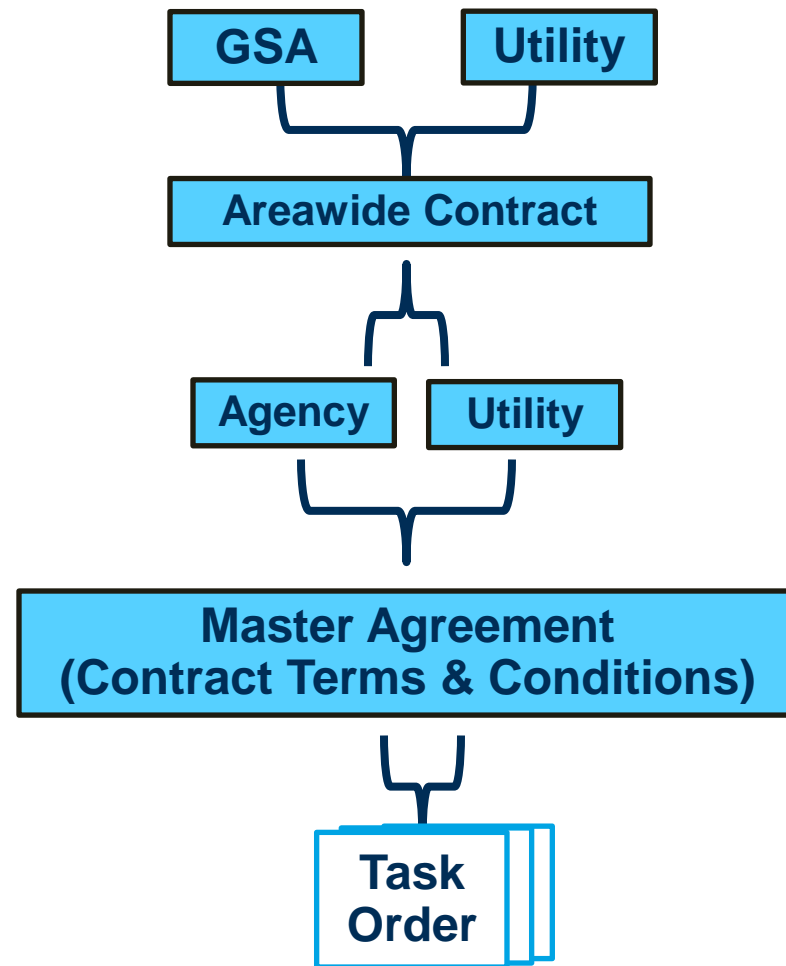 GSA
Utility
Areawide Contract
Agency
Utility
Master Agreement
(Contract Terms & Conditions)
Task
Order